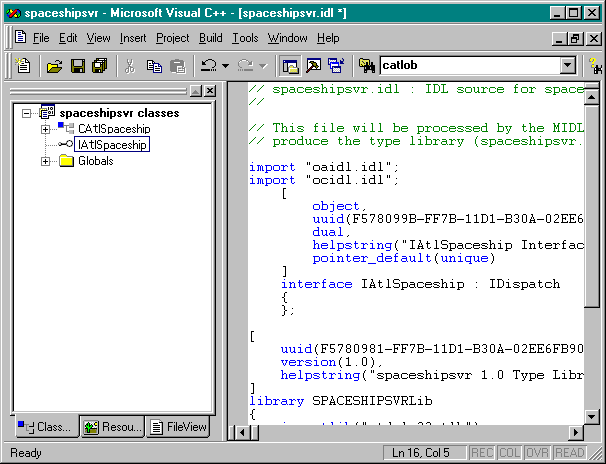 spaceshipsvr - Microsoft Visual C++ - [spaceshipsvr.idl *]
File Edit View Insert Project Build Tools Window Help
catlob
spaceshipsvr classes
CAtlSpaceship
IAtlSpaceship
Globals
// spaceshipsvr.idl : IDL source for space
//
// This file will be processed by the MIDL
// produce the type library (spaceshipsvr.
import "oaidl.idl";
import "ocidl.idl";
[
object,
uuid(F578099B-FF7B-11D1-B30A-02EE6
dual,
helpstring("IAtlSpaceship Interfac
pointer_default(unique)
]
interface IAtlSpaceship : IDispatch
{
};
[
uuid(F5780981-FF7B-11D1-B30A-02EE6FB90
version(1.0),
helpstring("spaceshipsvr 1.0 Type Libr
]
library SPACESHIPSVRLib
{
Class... Resou... FileView
Ready Ln 16, Col 5 REC COL OVR READ